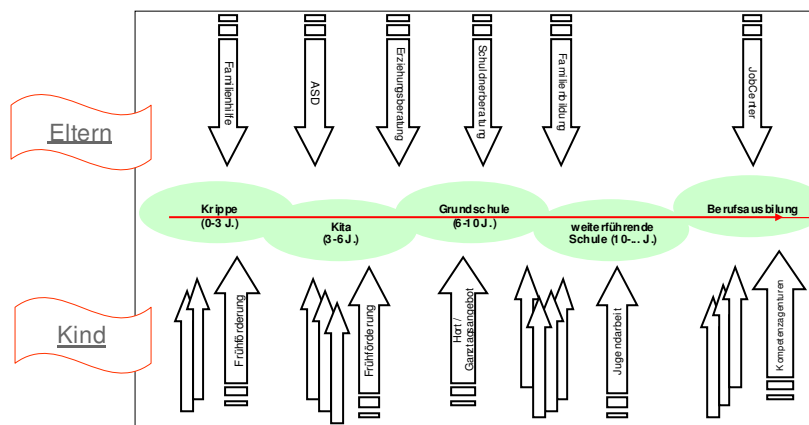 Familienhilfe
ASD
Erziehungsberatung
Schuldnerberatung
Familienbildung
JobCenter
Eltern
Krippe
(0-3 J.)
Kita
(3-6 J.)
Grundschule
(6-10 J.)
weiterführende
Schule (10-... J.)
Berufsausbilung
Kind
Frühförderung
Frühförderung
Hort /
Ganztagsangebot
Jugendarbeit
Kompetenzagenturen